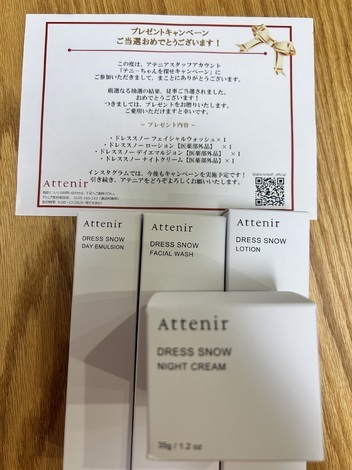 プレゼントキャンペーン
ご当選おめでとうございます！
この度は、アテニアスタッフアカウント
「テニ－ちゃんを探せキャンペーン」に
ご参加いただきまして、まことにありがとうございます。
厳選なる抽選の結果、見事ご当選されました。
おめでとうございます！
つきましては、プレゼントをお贈りいたします。
ご愛用いただけますと幸いです。
～ プレゼント内容 ～
・ドレススノー フェイシャルウォッシュ×１
・ドレススノー ローション【医薬部外品】 ×１
・ドレススノー デイエマルジョン【医薬部外品】 ×１
・ドレススノー ナイトクリーム【医薬部外品】×１
インスタグラムでは、今後もキャンペーンを実施予定です！
引き続き、アテニアをどうぞよろしくお願いいたします。
Attenir
Attenir
DRESS SNOW
DAY EMULSION
Attenir
DRESS SNOW
FACIAL WASH
Attenir
DRESS SNOW
LOTION
Attenir
DRESS SNOW
NIGHT CREAM
35g / 1.2 oz